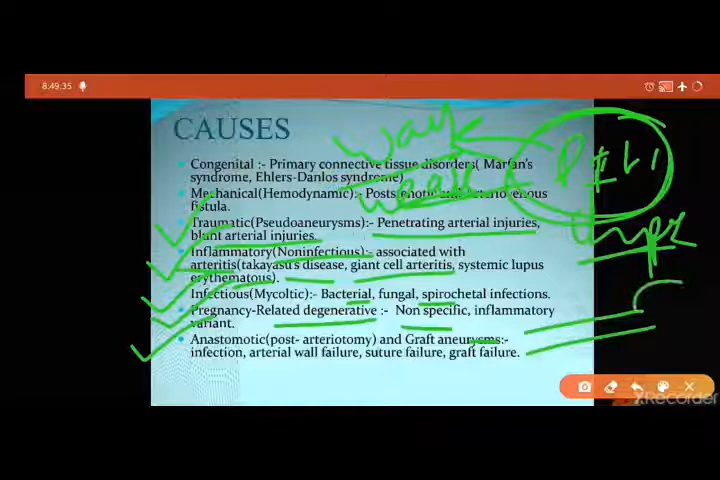 8:49:35
CAUSES
Congenital :- Primary connective tissue disorders( Marfan's
syndrome, Ehlers-Danlos syndrome)
Mechanical(Hemodynamic):- Poststenotic and Arteriovenous
fistula.
Traumatic(Pseudoaneurysms):- Penetrating arterial injuries,
blunt arterial injuries.
Inflammatory(Noninfectious):- associated with
arteritis(takayasu's disease, giant cell arteritis, systemic lupus
erythematous).
Infectious(Mycoltic):- Bacterial, fungal, spirochetal infections.
Pregnancy-Related degenerative :- Non specific, inflammatory
variant.
Anastomotic(post- arteriotomy) and Graft aneurysms:-
infection, arterial wall failure, suture failure, graft failure.
XRecorder